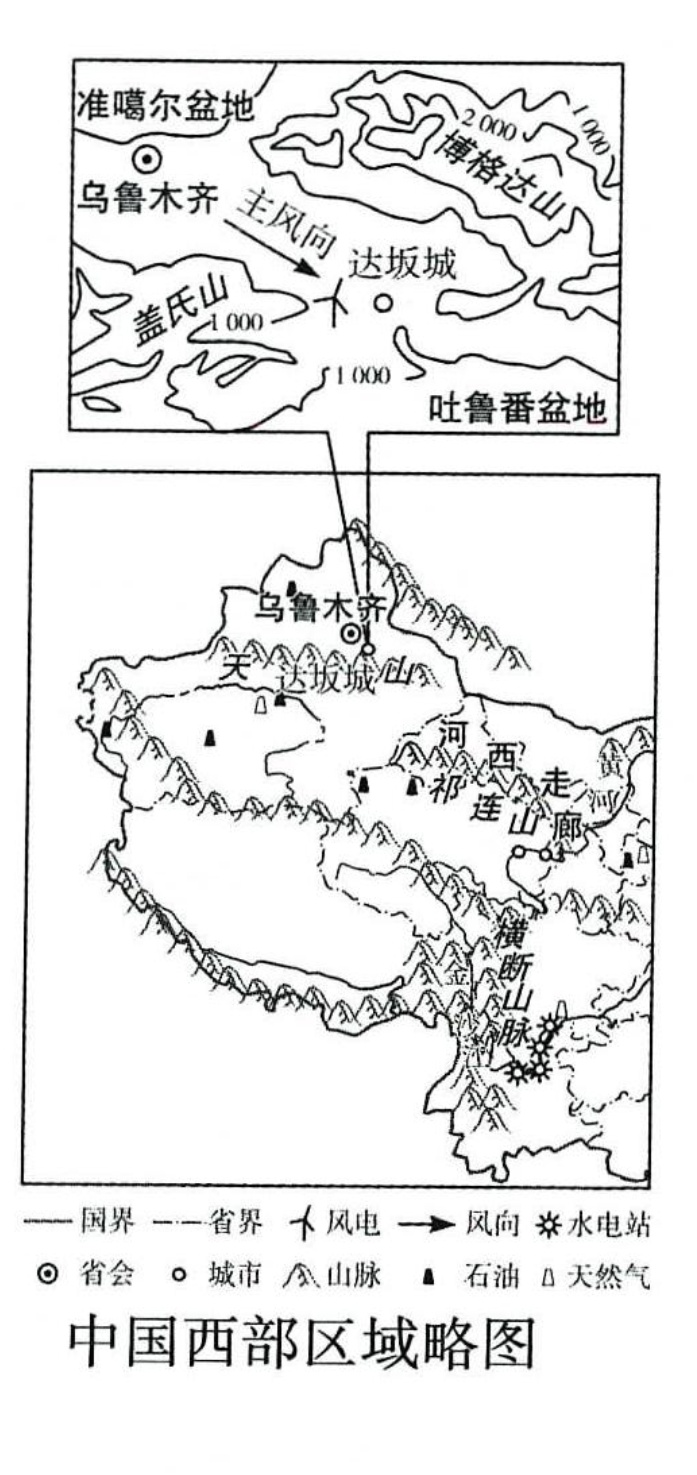 准噶尔盆地
乌鲁木齐
主风向
2 000
1 000
博格达山
达坂城
盖氏山
1 000
1 000
吐鲁番盆地
乌鲁木齐
天
山
达坂城
河
西
走
廊
祁
连
山
黄
河
横
断
山
脉
金
沙
江
国界
省界
风电
风向
水电站
省会
城市
山脉
石油
天然气
中国西部区域略图